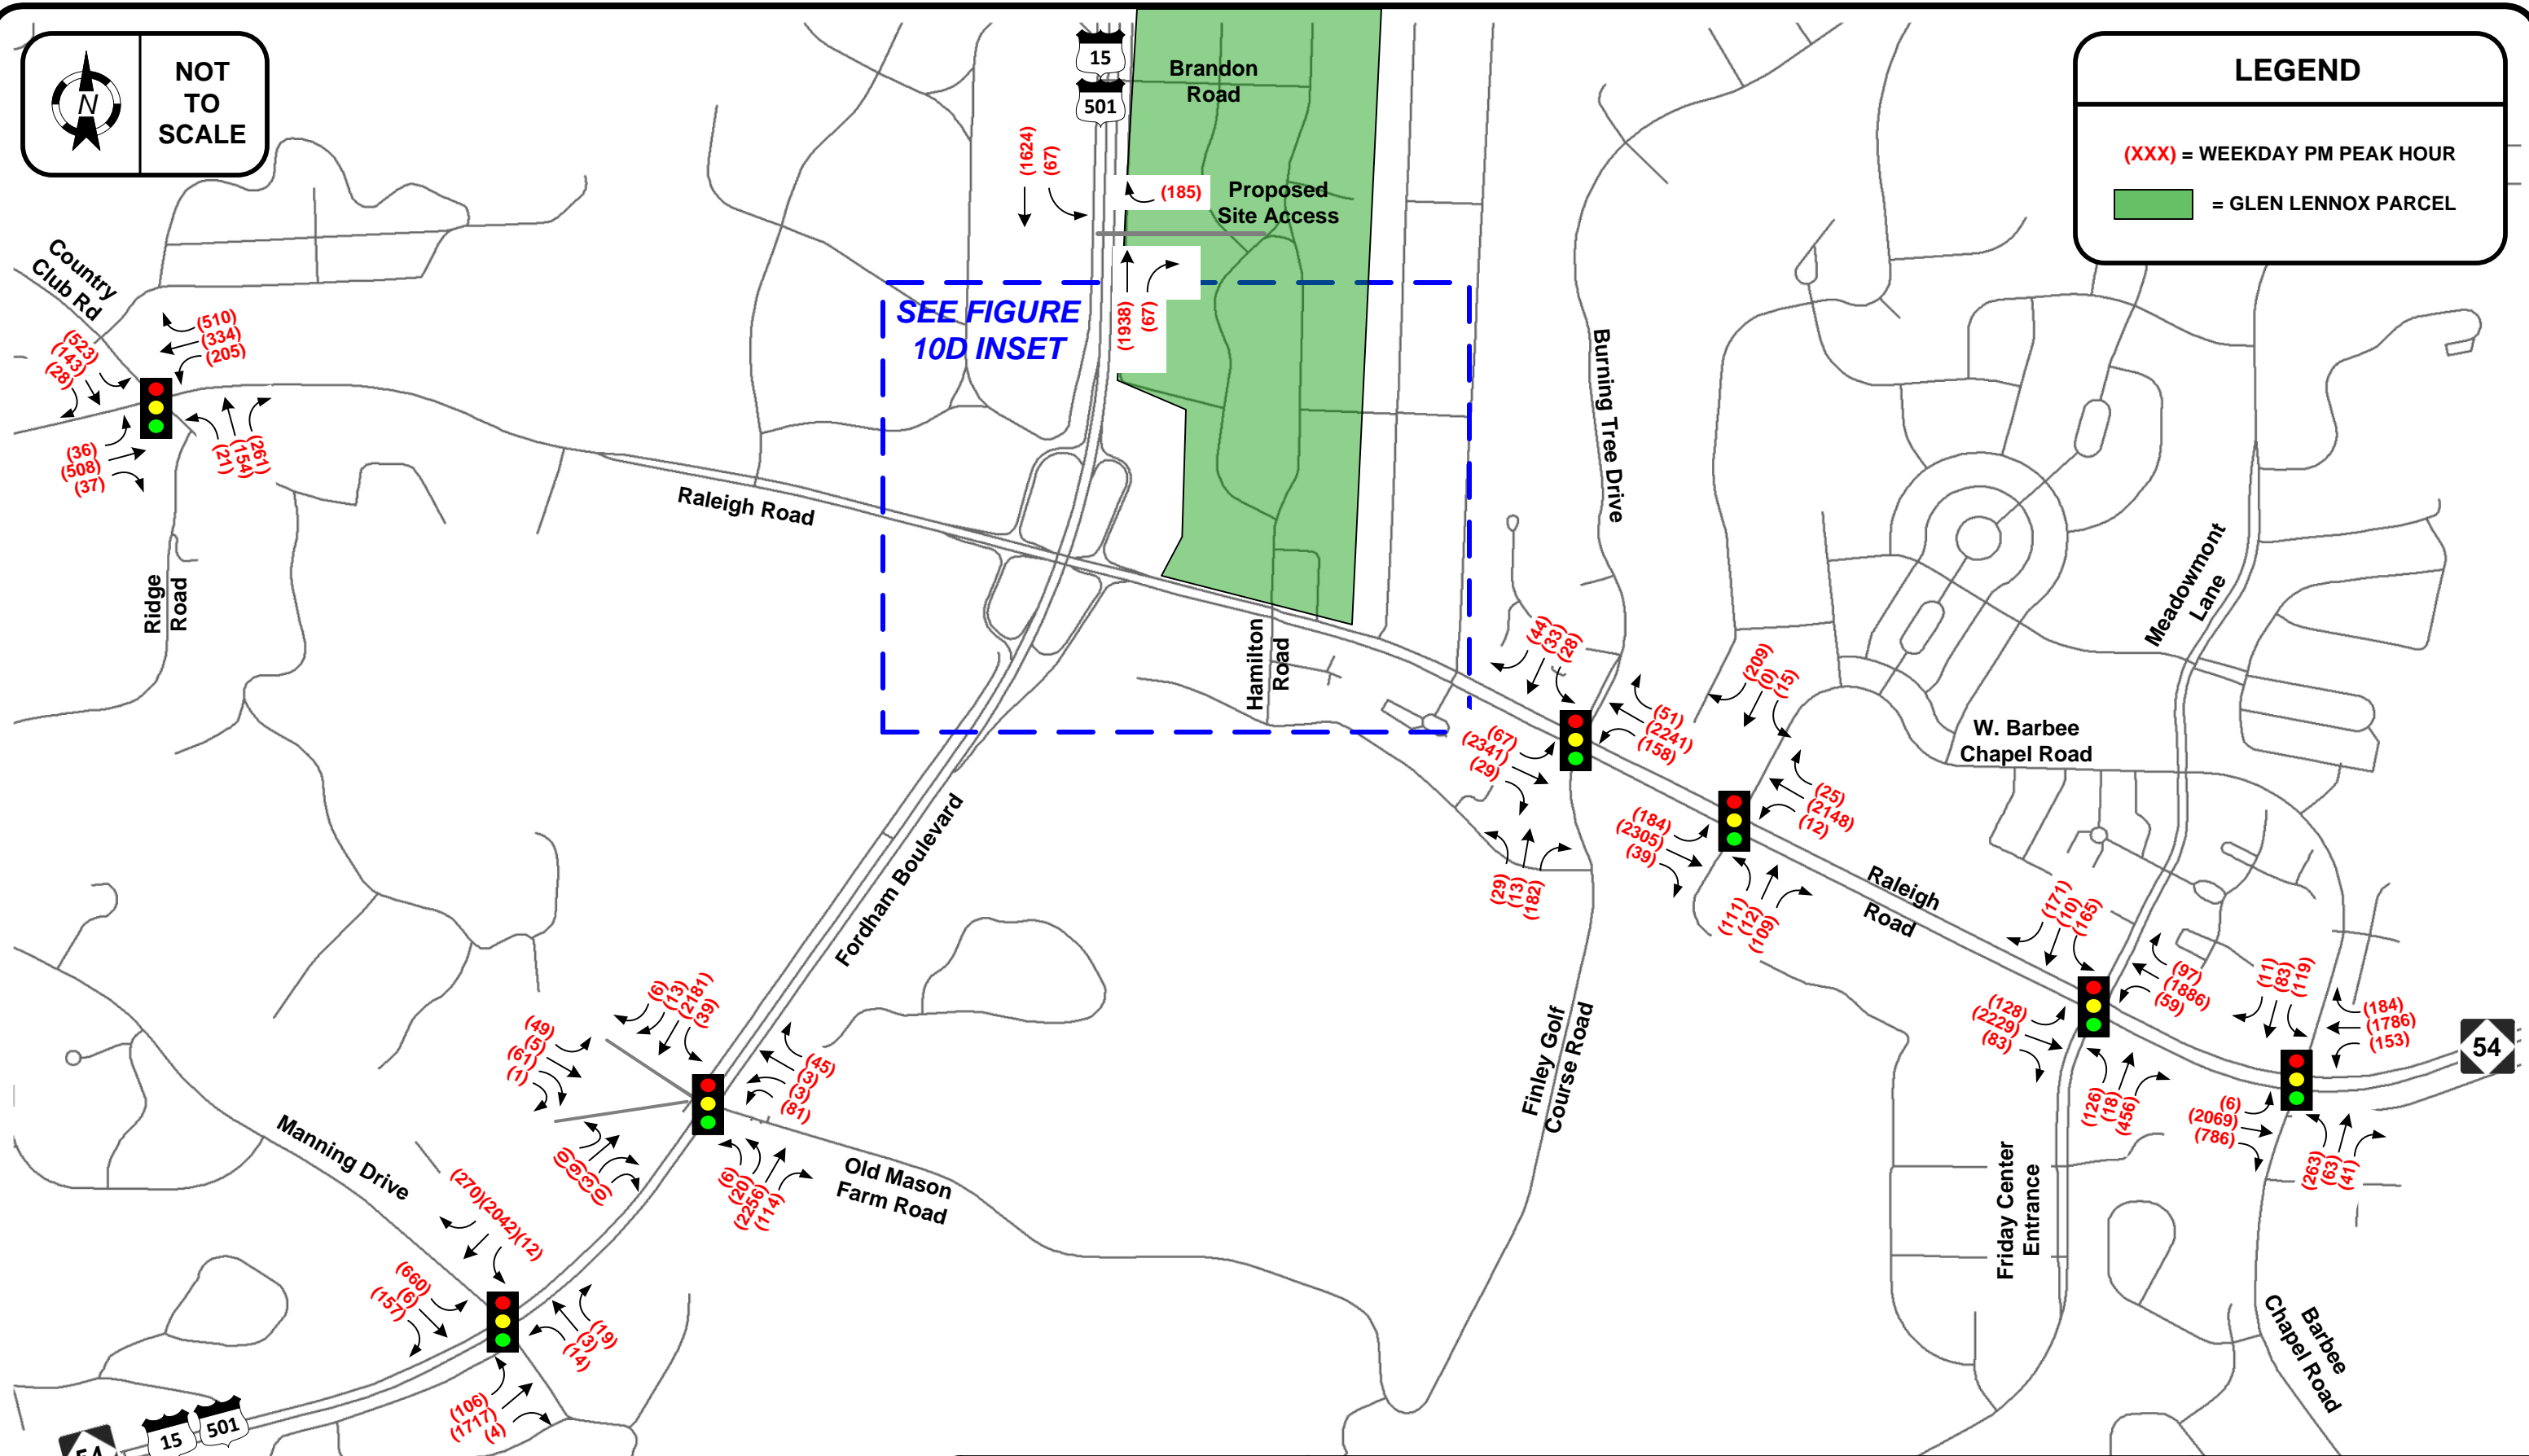 N
NOT
TO
SCALE
15
501
Brandon
Road
LEGEND
(XXX) = WEEKDAY PM PEAK HOUR
= GLEN LENNOX PARCEL
(1624)
(67)
(185)
Proposed
Site Access
(1938)
(67)
SEE FIGURE
10D INSET
Country
Club Rd
(523)
(143)
(28)
(510)
(334)
(205)
(36)
(508)
(37)
(21)
(154)
(261)
Raleigh Road
Ridge
Road
Hamilton
Road
Burning Tree Drive
Meadowmont
Lane
(44)
(33)
(28)
(51)
(2241)
(158)
(67)
(2341)
(29)
(29)
(13)
(182)
(209)
(0)
(15)
(25)
(2148)
(12)
(184)
(2305)
(39)
(111)
(12)
(109)
W. Barbee
Chapel Road
Raleigh
Road
(171)
(10)
(165)
(97)
(1886)
(59)
(128)
(2229)
(83)
(126)
(18)
(456)
(11)
(83)
(119)
(184)
(1786)
(153)
(6)
(2069)
(786)
(263)
(63)
(41)
54
Fordham Boulevard
(6)
(13)
(2181)
(39)
(49)
(5)
(61)
(1)
(45)
(3)
(3)
(81)
(6)
(20)
(2256)
(114)
Old Mason
Farm Road
Finley Golf
Course Road
Friday Center
Entrance
Barbee
Chapel Road
Manning Drive
(270)(2042)(12)
(660)
(6)
(157)
(19)
(3)
(14)
(106)
(1717)
(4)
54
15
501